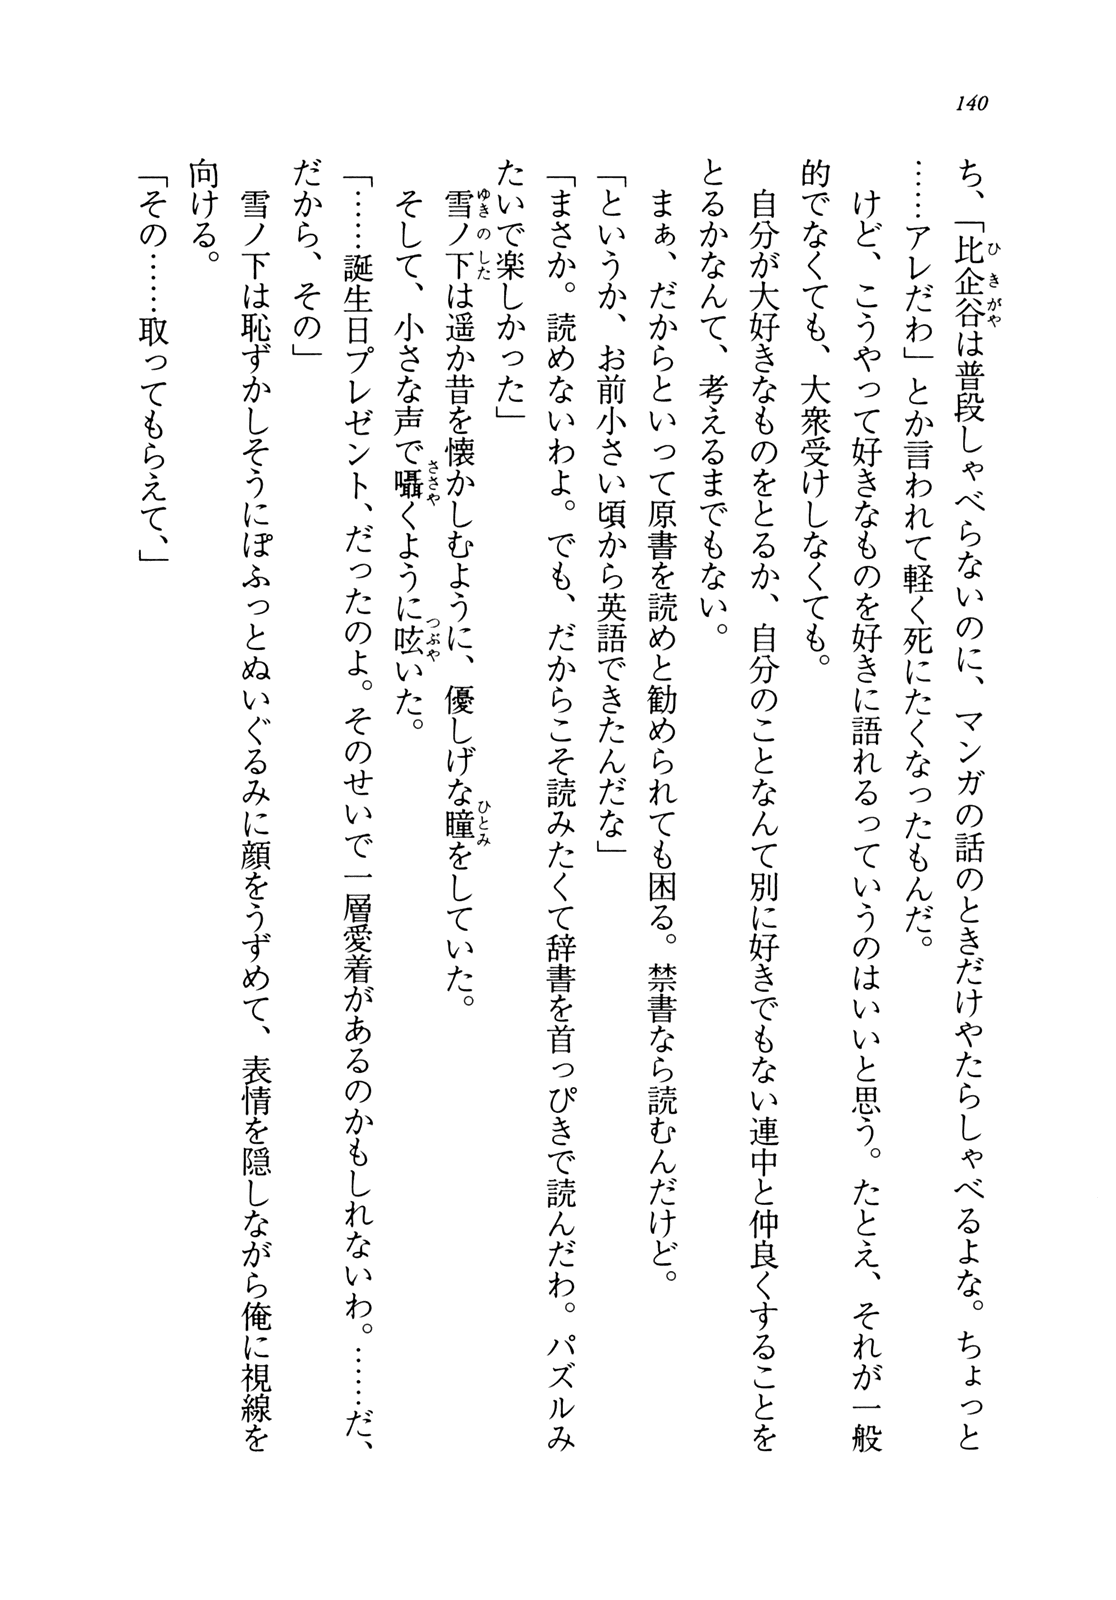 140
ち、「比企谷は普段しゃべらないのに、マンガの話のときだけやたらしゃべるよな。ちょっと
……アレだわ」とか言われて軽く死にたくなったもんだ。
けど、こうやって好きなものを好きに語れるっていうのはいいと思う。たとえ、それが一般
的でなくても、大衆受けしなくても。
自分が大好きなものをとるか、自分のことなんて別に好きでもない連中と仲良くすることを
とるかなんて、考えるまでもない。
まぁ、だからといって原書を読めと勧められても困る。禁書なら読むんだけど。
「というか、お前小さい頃から英語できたんだな」
「まさか。読めないわよ。でも、だからこそ読みたくて辞書を首っぴきで読んだわ。パズルみ
たいで楽しかった」
雪ノ下は遥か昔を懐かしむように、優しげな瞳をしていた。
そして、小さな声で囁くように呟いた。
「……誕生日プレゼント、だったのよ。そのせいで一層愛着があるのかもしれないわ。……だ、
だから、その」
雪ノ下は恥ずかしそうにぽふっとぬいぐるみに顔をうずめて、表情を隠しながら俺に視線を
向ける。
「その……取ってもらえて、」